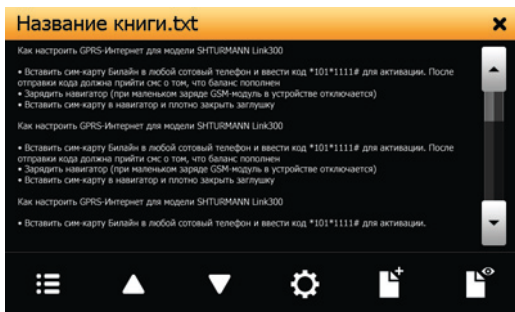 Название книги.txt
Как настроить GPRS-Интернет для модели SHTURMANN Link300
• Вставить сим-карту Билайн в любой сотовый телефон и ввести код *101*1111# для активации. После
отправки кода должна прийти смс о том, что баланс пополнен
• Зарядить навигатор (при маленьком заряде GSM-модуль в устройстве отключается)
• Вставить сим-карту в навигатор и плотно закрыть заглушку
Как настроить GPRS-Интернет для модели SHTURMANN Link300
• Вставить сим-карту Билайн в любой сотовый телефон и ввести код *101*1111# для активации. После
отправки кода должна прийти смс о том, что баланс пополнен
• Зарядить навигатор (при маленьком заряде GSM-модуль в устройстве отключается)
• Вставить сим-карту в навигатор и плотно закрыть заглушку
Как настроить GPRS-Интернет для модели SHTURMANN Link300
• Вставить сим-карту Билайн в любой сотовый телефон и ввести код *101*1111# для активации.